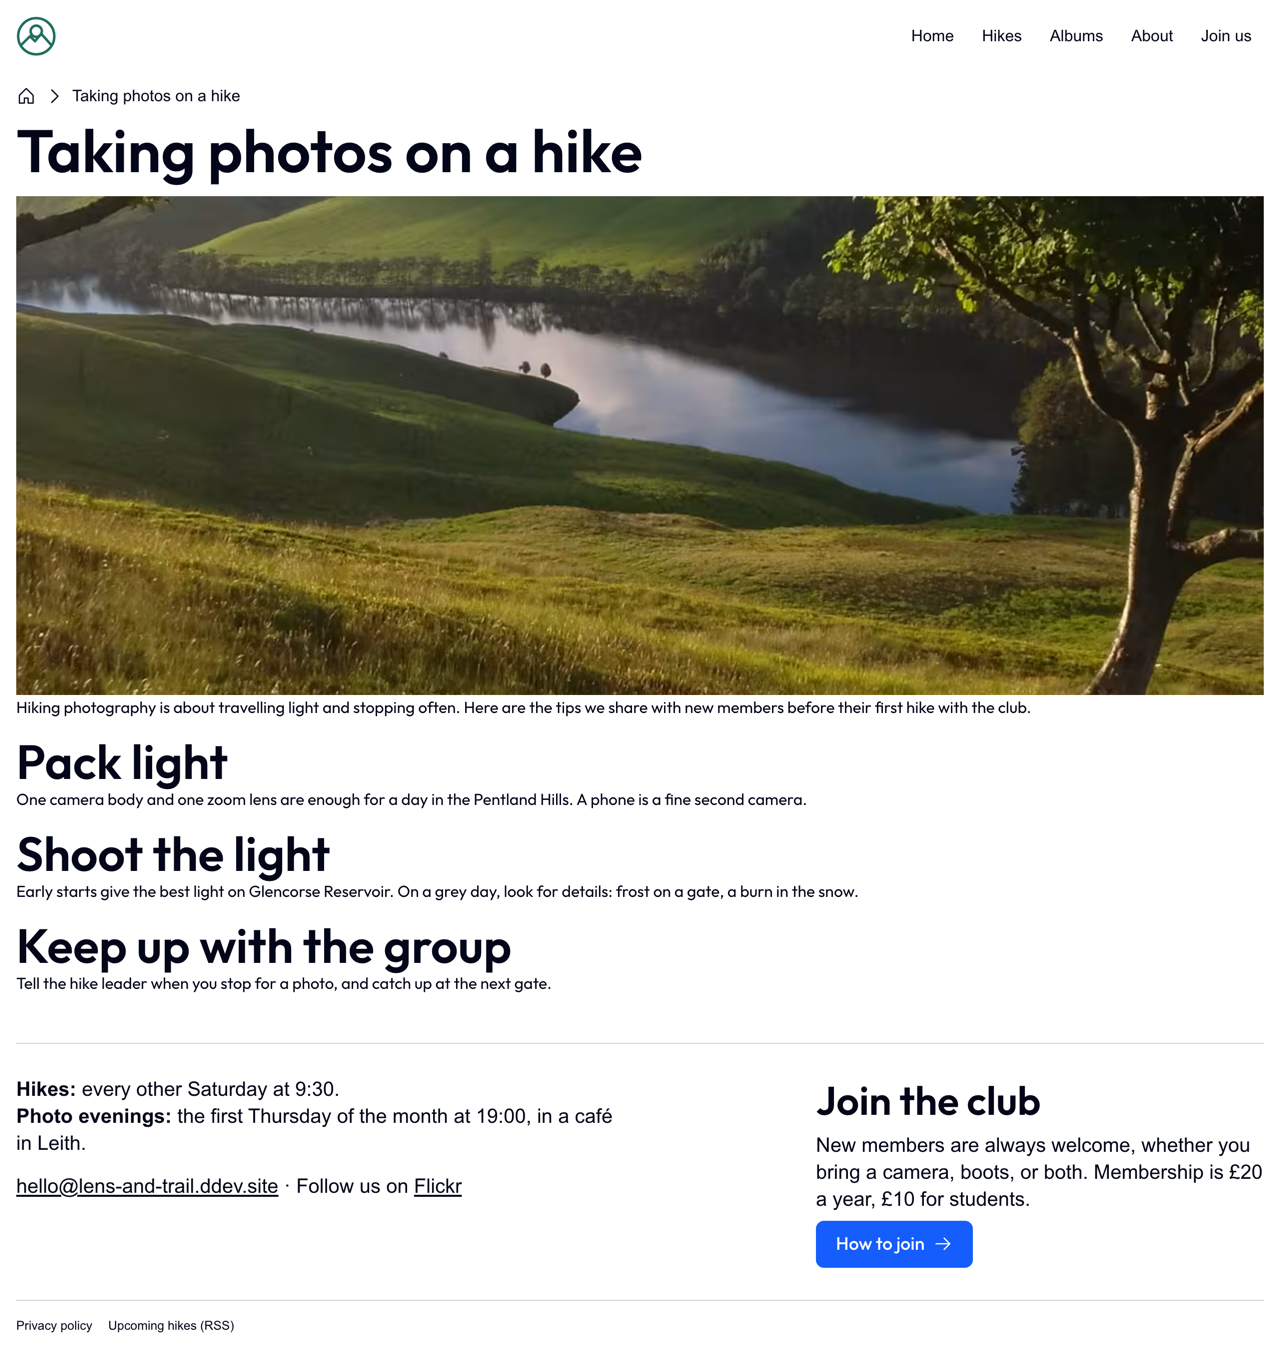 Home Hikes Albums About Join us
Taking photos on a hike
Taking photos on a hike
Hiking photography is about travelling light and stopping often. Here are the tips we share with new members before their first hike with the club.
Pack light
One camera body and one zoom lens are enough for a day in the Pentland Hills. A phone is a fine second camera.
Shoot the light
Early starts give the best light on Glencorse Reservoir. On a grey day, look for details: frost on a gate, a burn in the snow.
Keep up with the group
Tell the hike leader when you stop for a photo, and catch up at the next gate.
Hikes: every other Saturday at 9:30.
Photo evenings: the first Thursday of the month at 19:00, in a café
in Leith.
hello@lens-and-trail.ddev.site · Follow us on Flickr
Join the club
New members are always welcome, whether you
bring a camera, boots, or both. Membership is £20
a year, £10 for students.
How to join
Privacy policy Upcoming hikes (RSS)